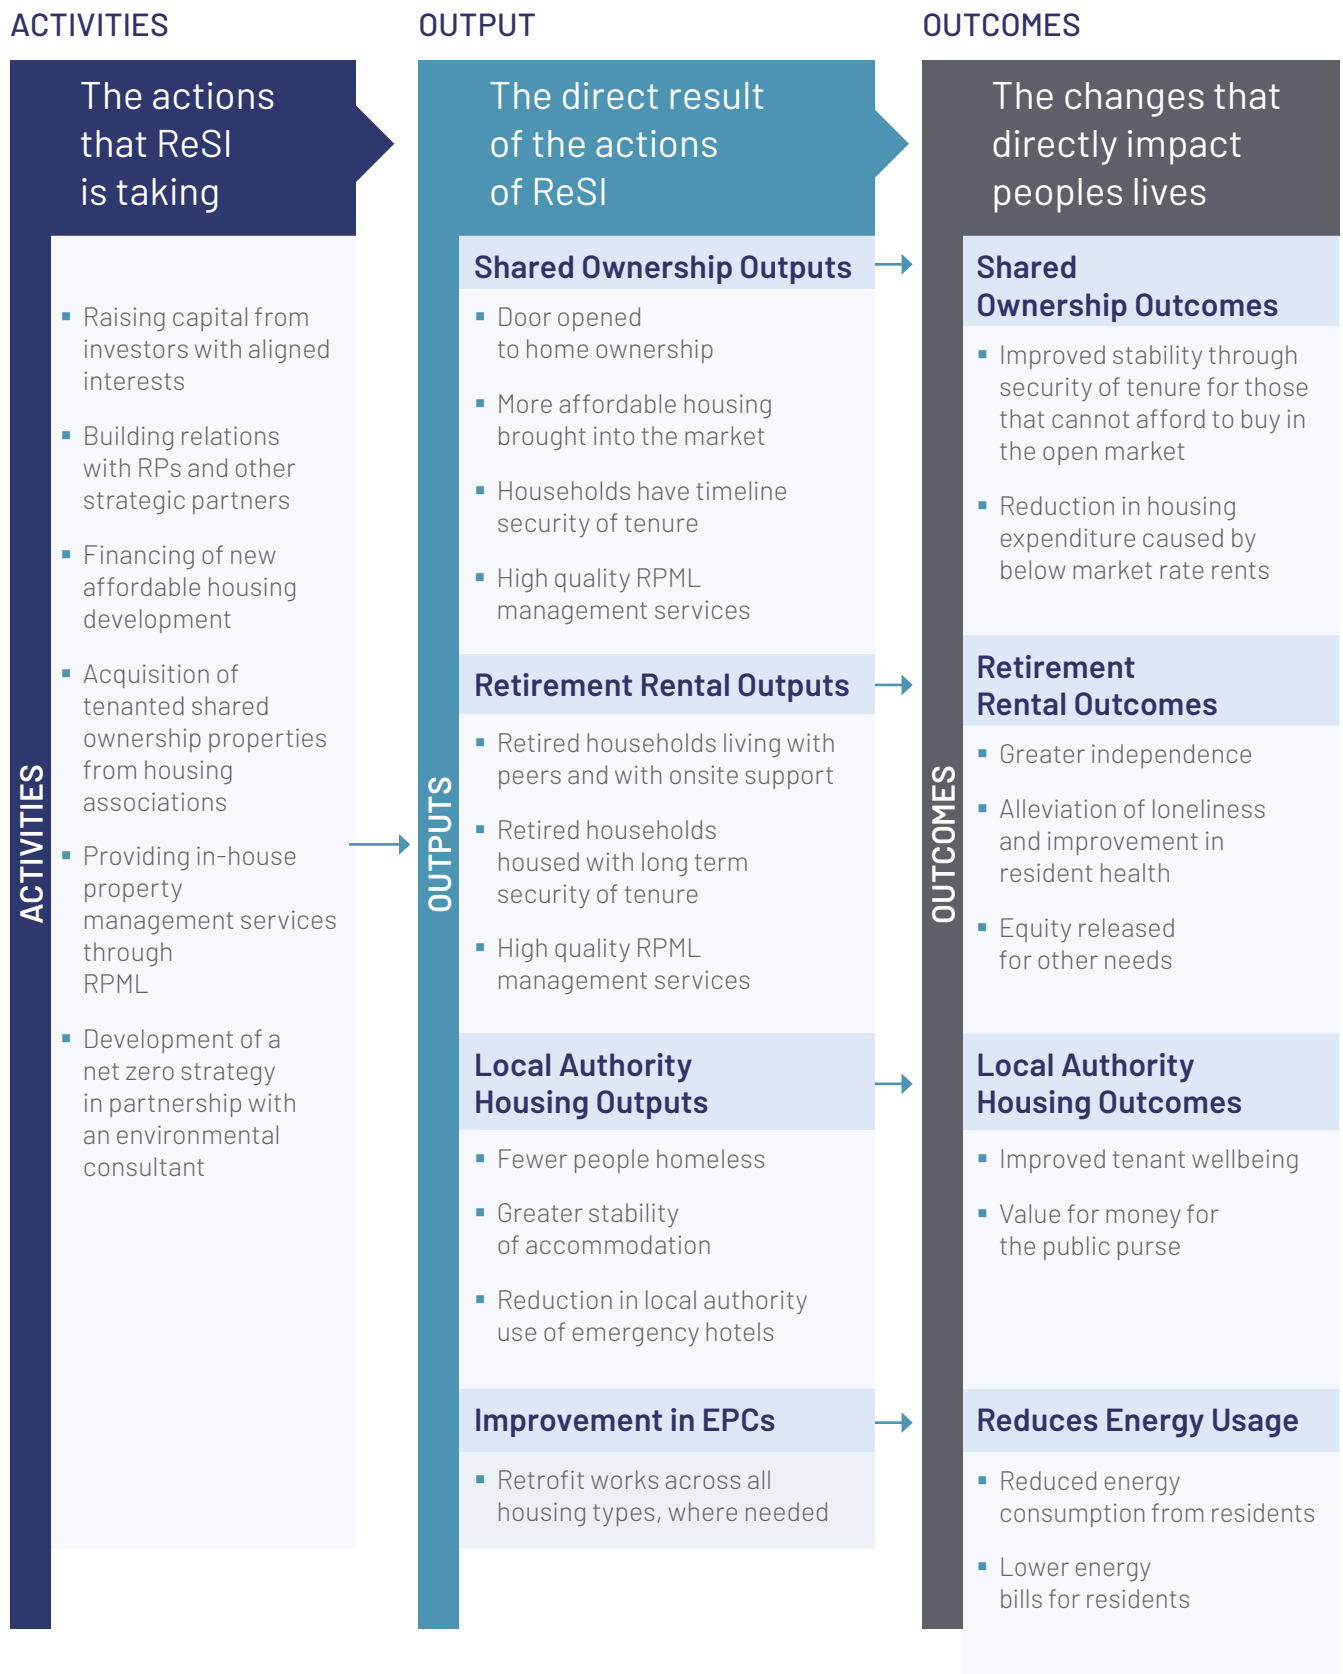 ACTIVITIES
The actions
that ReSI
is taking
ACTIVITIES
Raising capital from
investors with aligned
interests
Building relations
with RPs and other
strategic partners
Financing of new
affordable housing
development
Acquisition of
tenanted shared
ownership properties
from housing
associations
Providing in-house
property
management services
through
RPML
Development of a
net zero strategy
in partnership with
an environmental
consultant
OUTPUT
The direct result
of the actions
of ReSI
OUTPUTS
Shared Ownership Outputs
Door opened
to home ownership
More affordable housing
brought into the market
Households have timeline
security of tenure
High quality RPML
management services
Retirement Rental Outputs
Retired households living with
peers and with onsite support
Retired households
housed with long term
security of tenure
High quality RPML
management services
Local Authority
Housing Outputs
Fewer people homeless
Greater stability
of accommodation
Reduction in local authority
use of emergency hotels
Improvement in EPCs
Retrofit works across all
housing types, where needed
OUTCOMES
The changes that
directly impact
peoples lives
OUTCOMES
Shared
Ownership Outcomes
Improved stability through
security of tenure for those
that cannot afford to buy in
the open market
Reduction in housing
expenditure caused by
below market rate rents
Retirement
Rental Outcomes
Greater independence
Alleviation of loneliness
and improvement in
resident health
Equity released
for other needs
Local Authority
Housing Outcomes
Improved tenant wellbeing
Value for money for
the public purse
Reduces Energy Usage
Reduced energy
consumption from residents
Lower energy
bills for residents